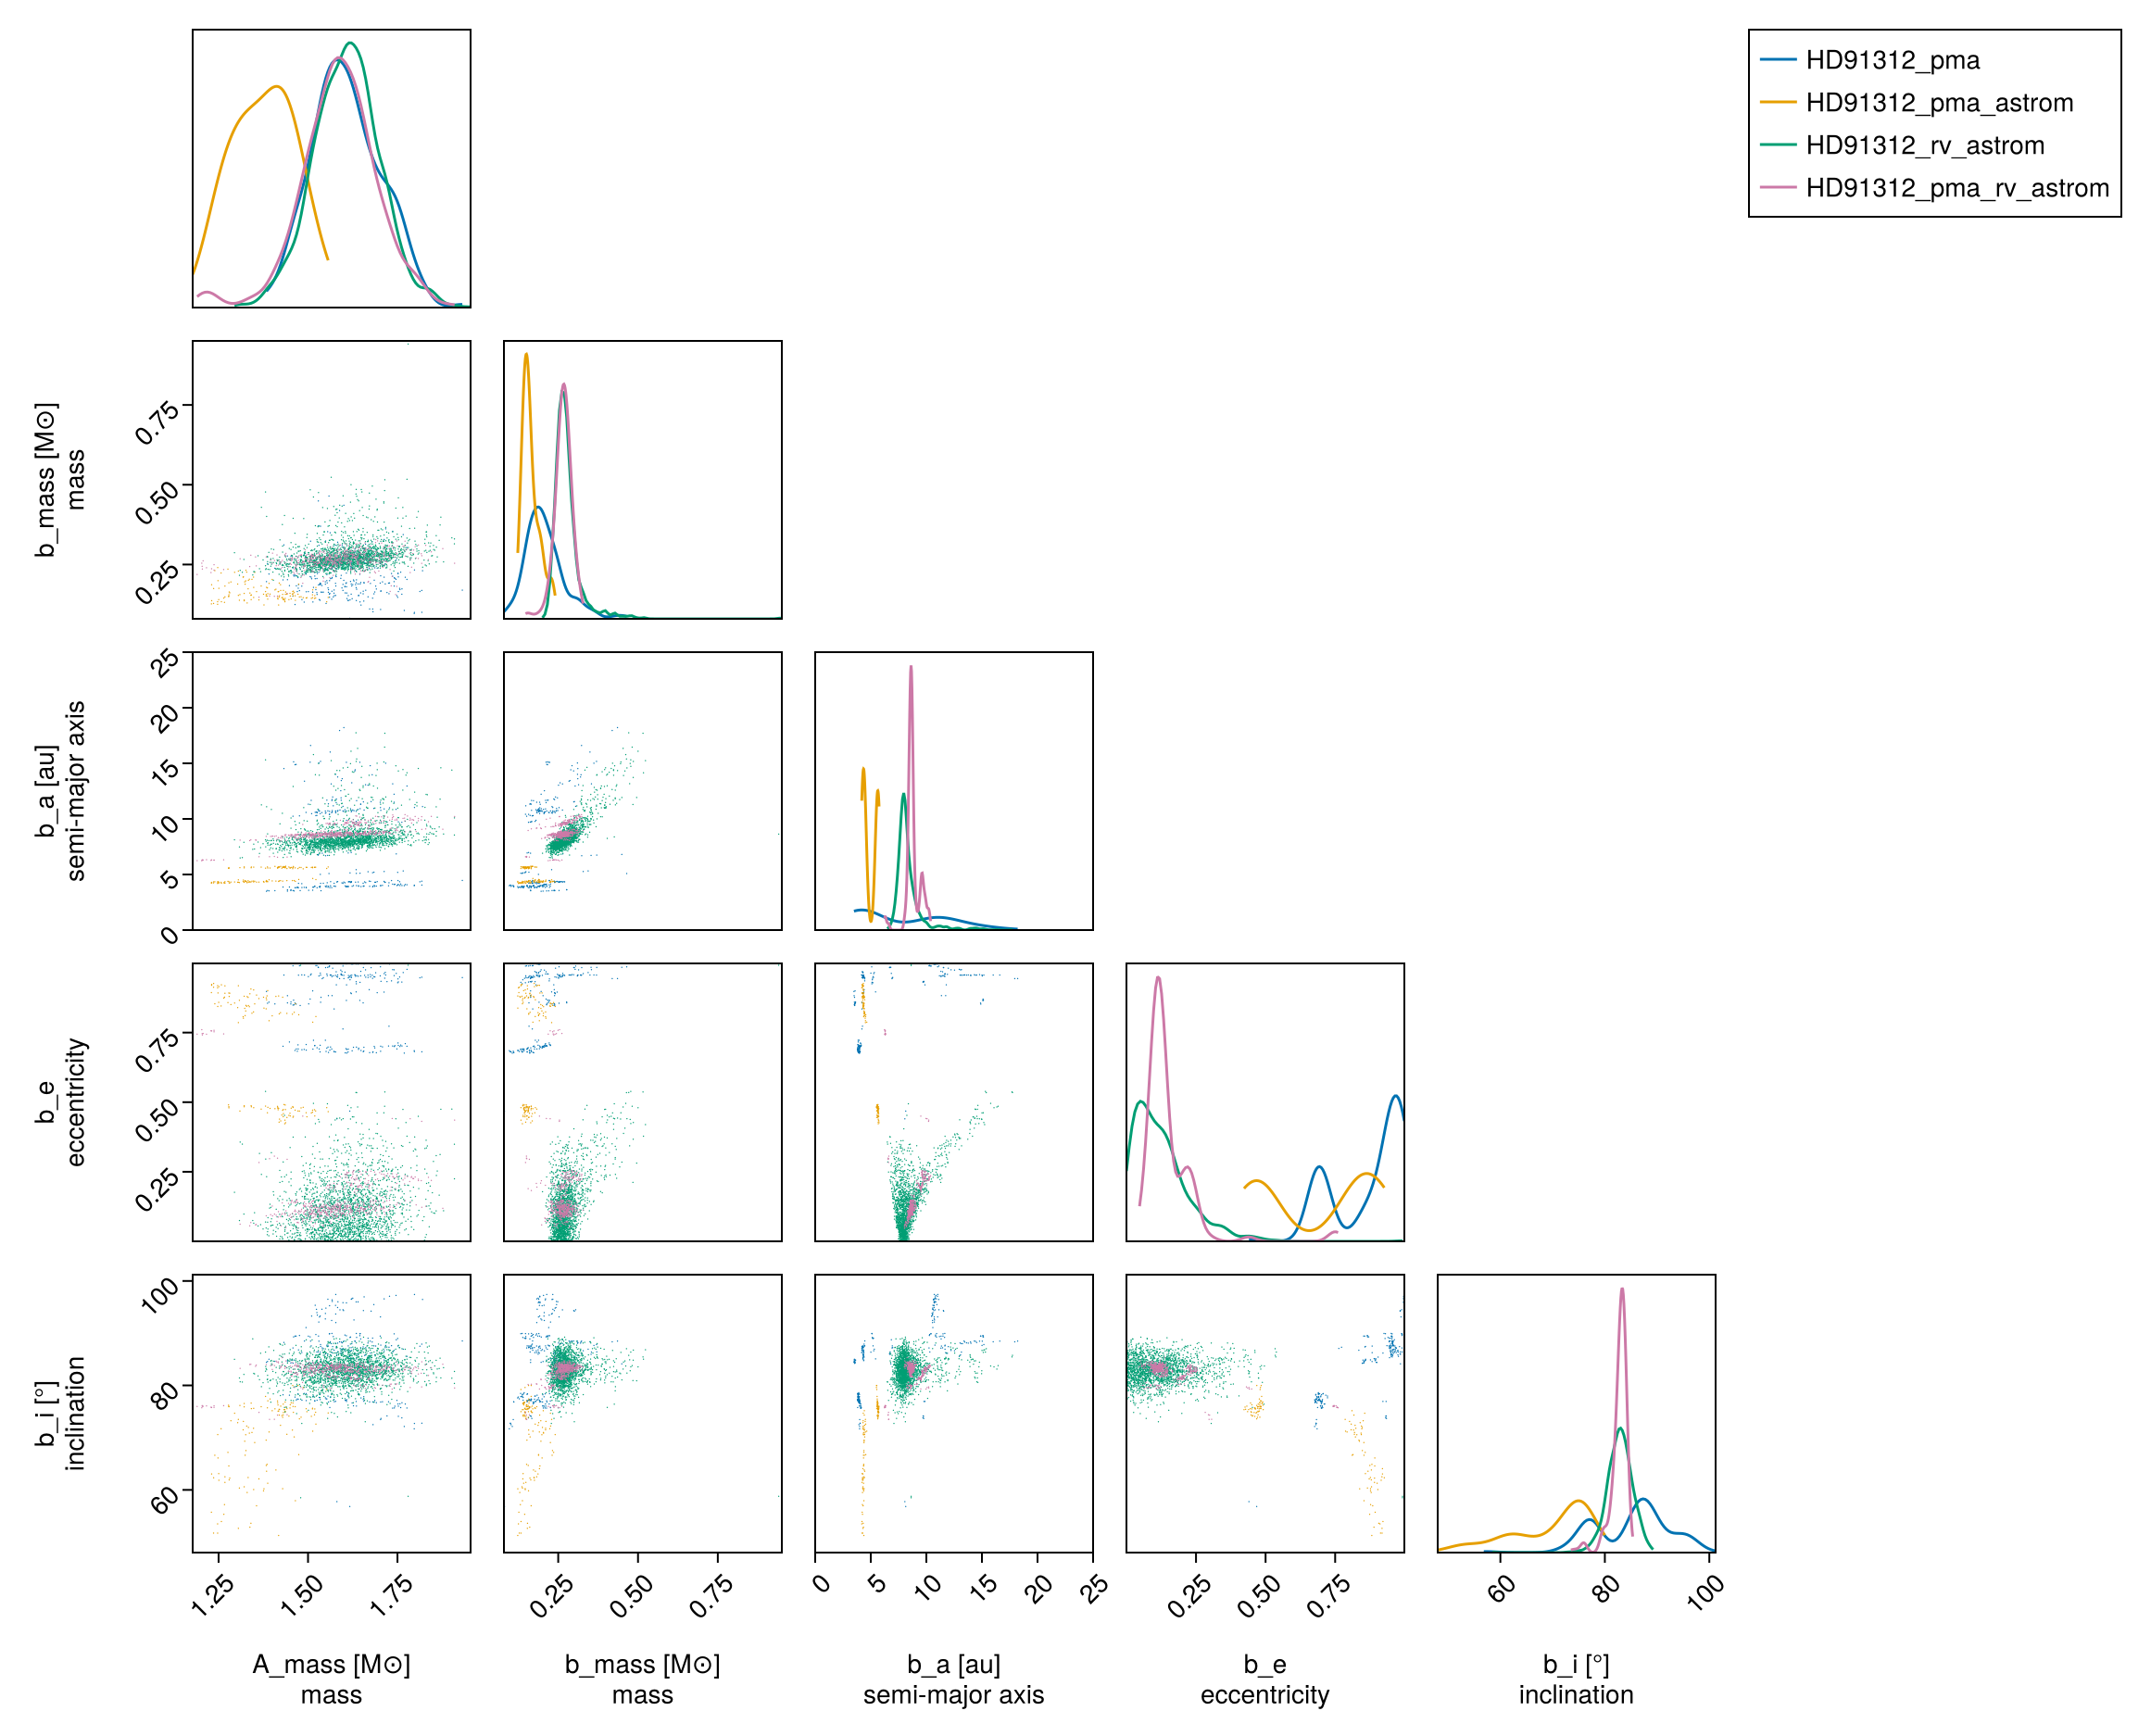 HD91312_pma
HD91312_pma_astrom
HD91312_rv_astrom
HD91312_pma_rv_astrom
b_mass [M⊙]
mass
0.75
0.50
0.25
b_a [au]
semi-major axis
25
20
15
10
5
0
b_e
eccentricity
0.75
0.50
0.25
b_i [°]
inclination
100
80
60
1.25
1.50
1.75
0.25
0.50
0.75
0
5
10
15
20
25
0.25
0.50
0.75
60
80
100
A_mass [M⊙]
mass
b_mass [M⊙]
mass
b_a [au]
semi-major axis
b_e
eccentricity
b_i [°]
inclination